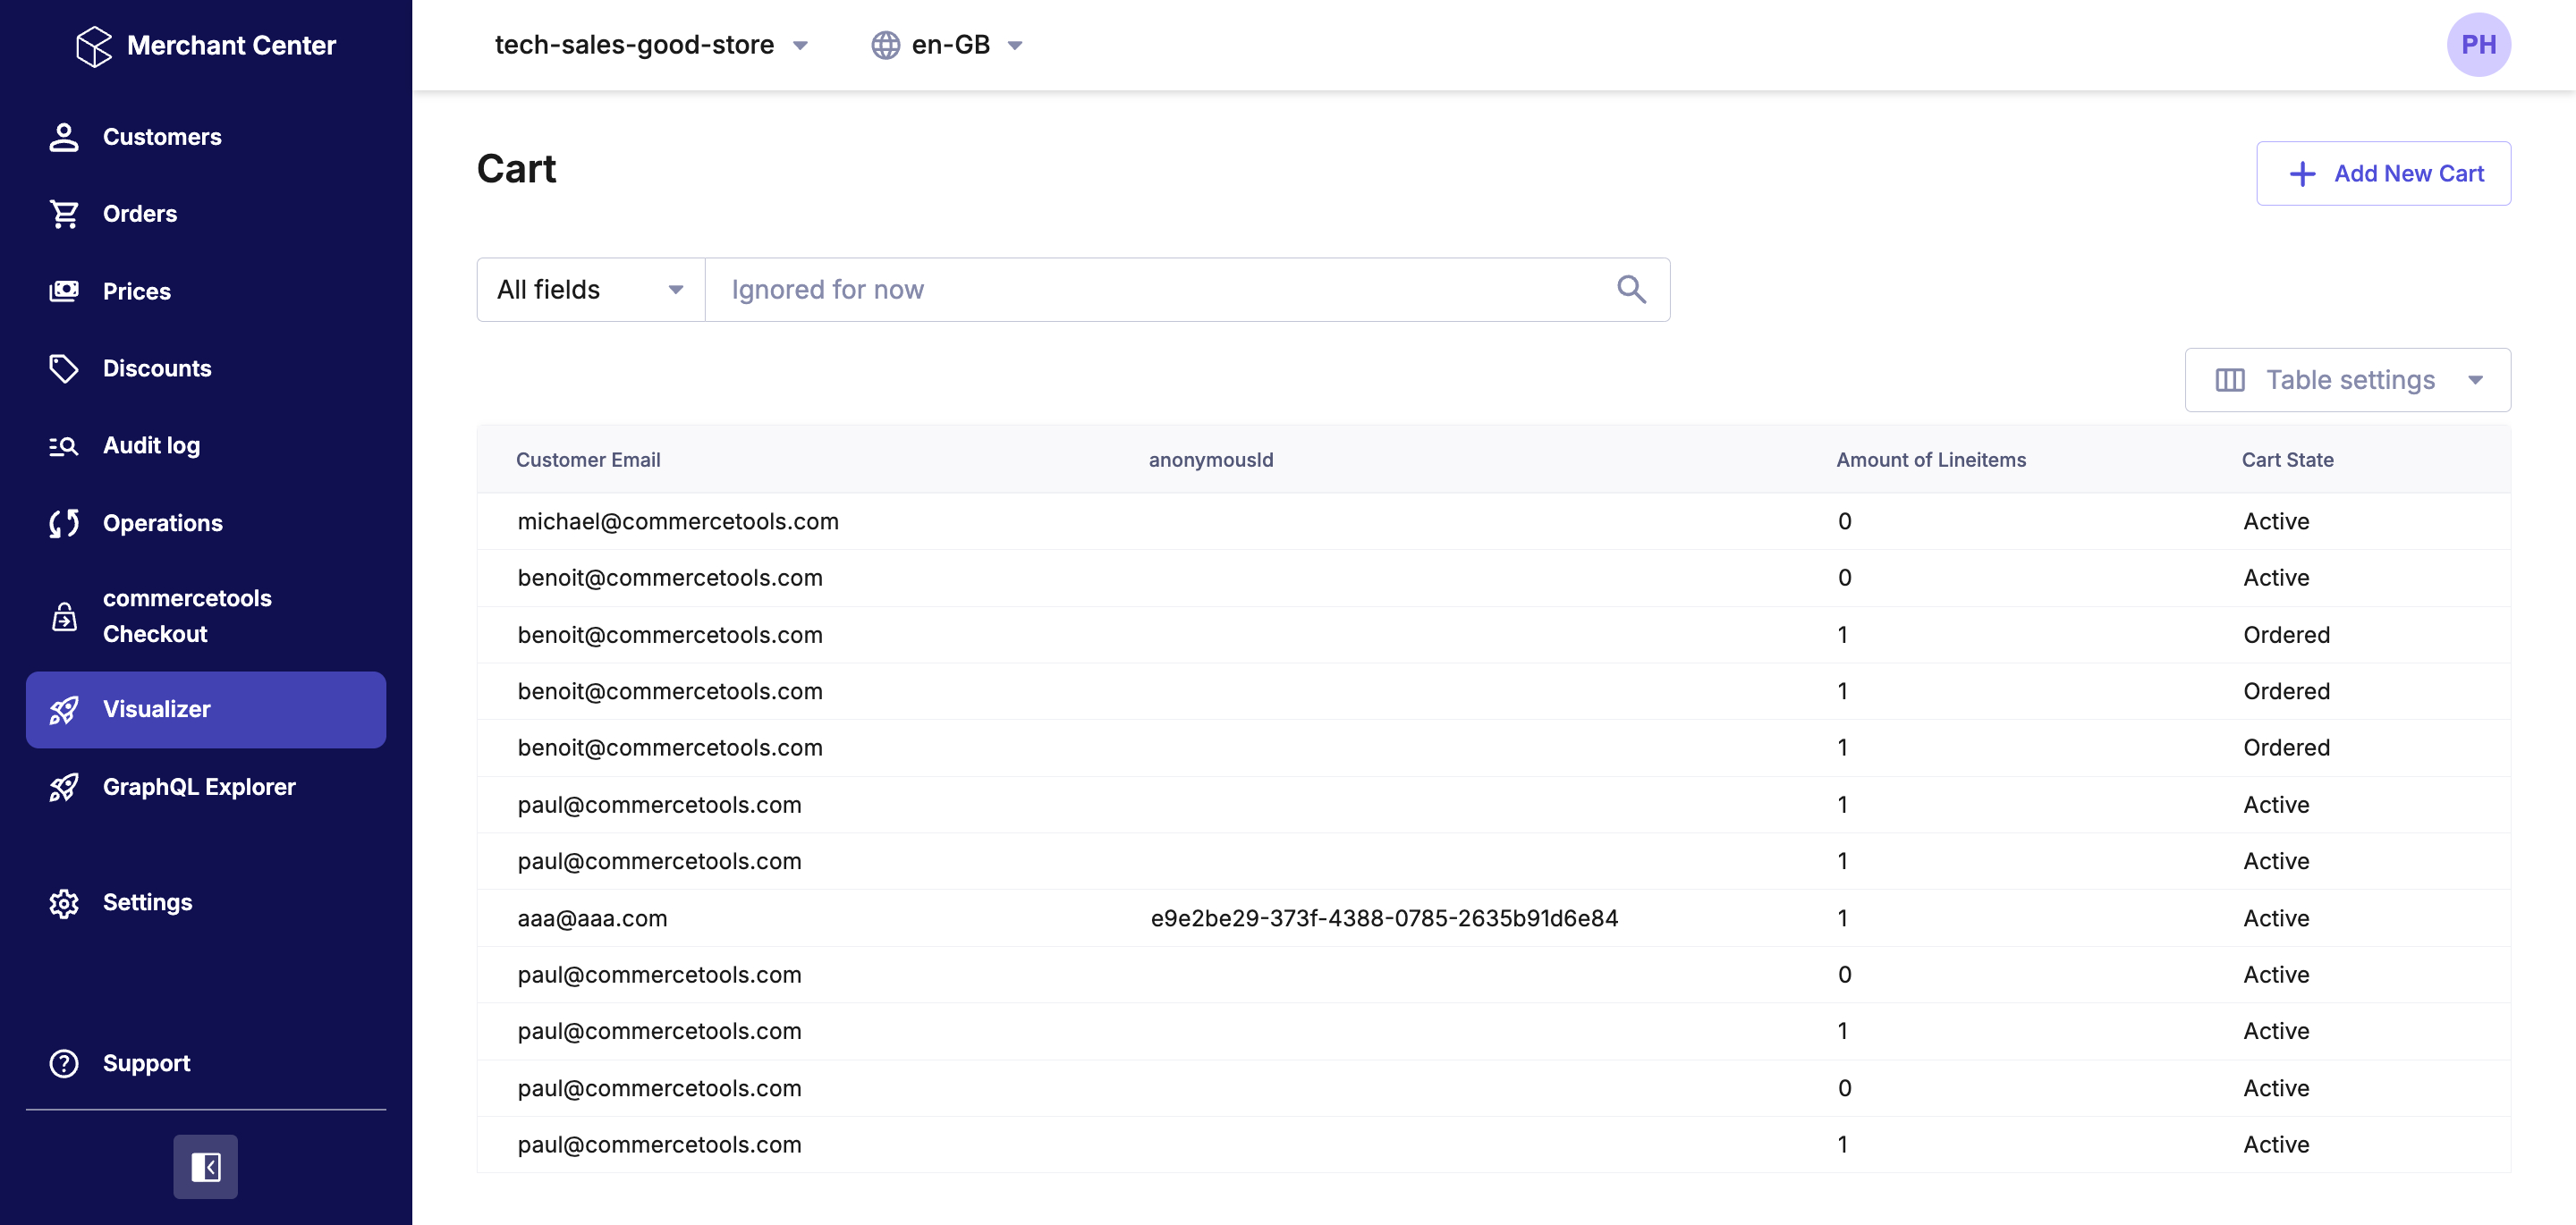 Merchant Center
Customers
Orders
Prices
Discounts
Audit log
Operations
commercetools
Checkout
Visualizer
GraphQL Explorer
Settings
Support
tech-sales-good-store
en-GB
PH
Cart
Add New Cart
All fields
Ignored for now
Table settings
Customer Email anonymousId Amount of Lineitems Cart State
michael@commercetools.com 0 Active
benoit@commercetools.com 0 Active
benoit@commercetools.com 1 Ordered
benoit@commercetools.com 1 Ordered
benoit@commercetools.com 1 Ordered
paul@commercetools.com 1 Active
paul@commercetools.com 1 Active
aaa@aaa.com e9e2be29-373f-4388-0785-2635b91d6e84 1 Active
paul@commercetools.com 0 Active
paul@commercetools.com 1 Active
paul@commercetools.com 0 Active
paul@commercetools.com 1 Active